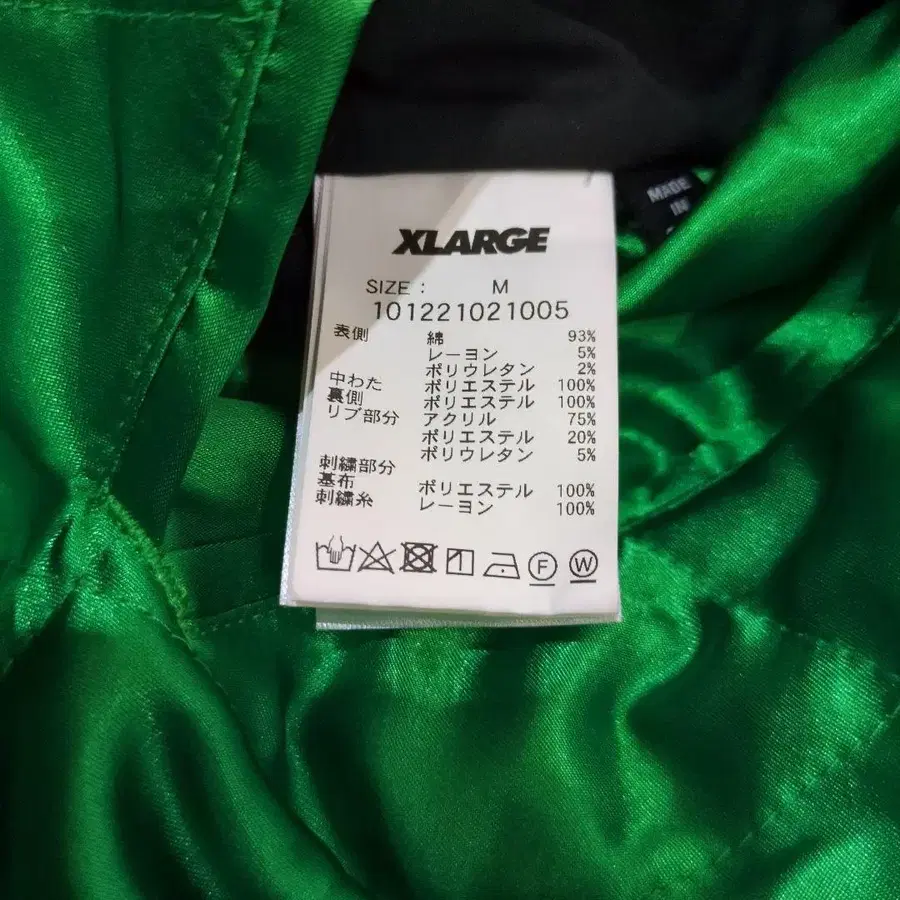 XLARGE
SIZE : M
101221021005
表側 綿 93%
レーヨン 5%
ポリウレタン 2%
中わた ポリエステル 100%
裏側 ポリエステル 100%
リブ部分 アクリル 75%
ポリエステル 20%
ポリウレタン 5%
刺繍部分
基布 ポリエステル 100%
刺繍糸 レーヨン 100%
F
W
MADE
IN